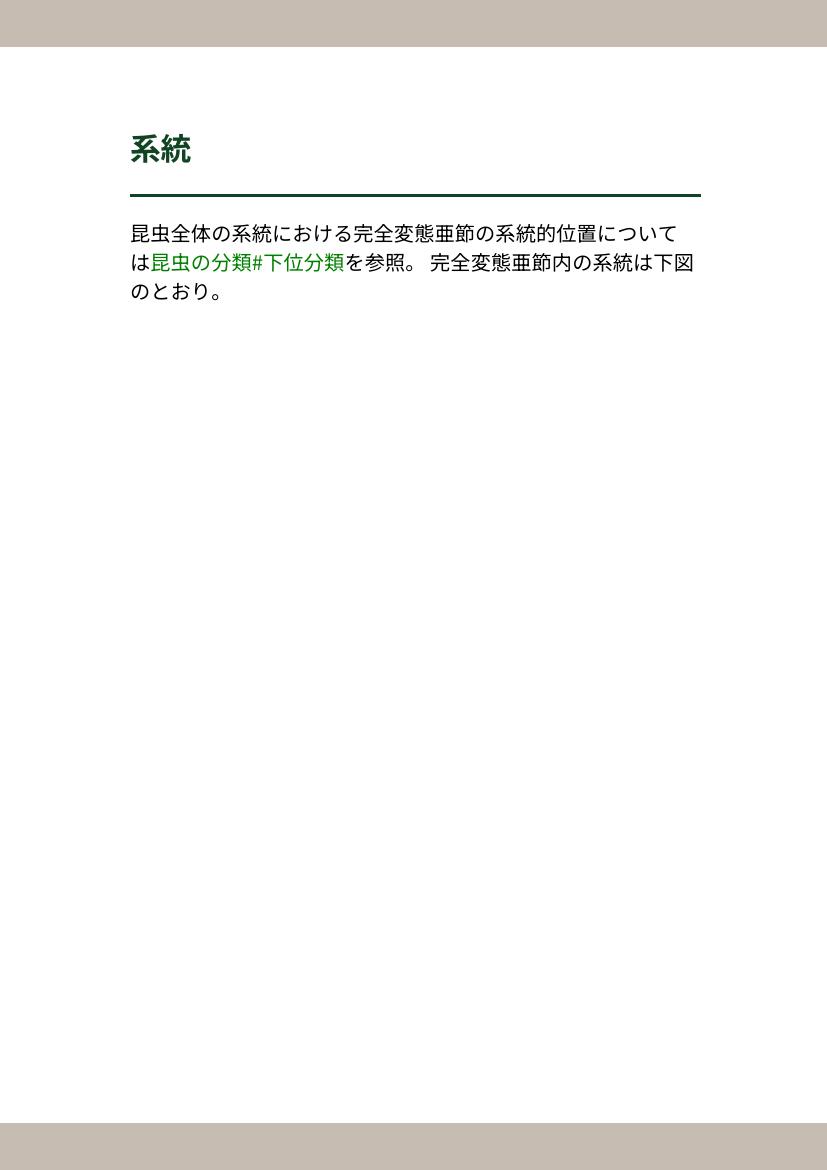 系統
昆虫全体の系統における完全変態亜節の系統的位置について
は昆虫の分類#下位分類を参照。 完全変態亜節内の系統は下図
のとおり。